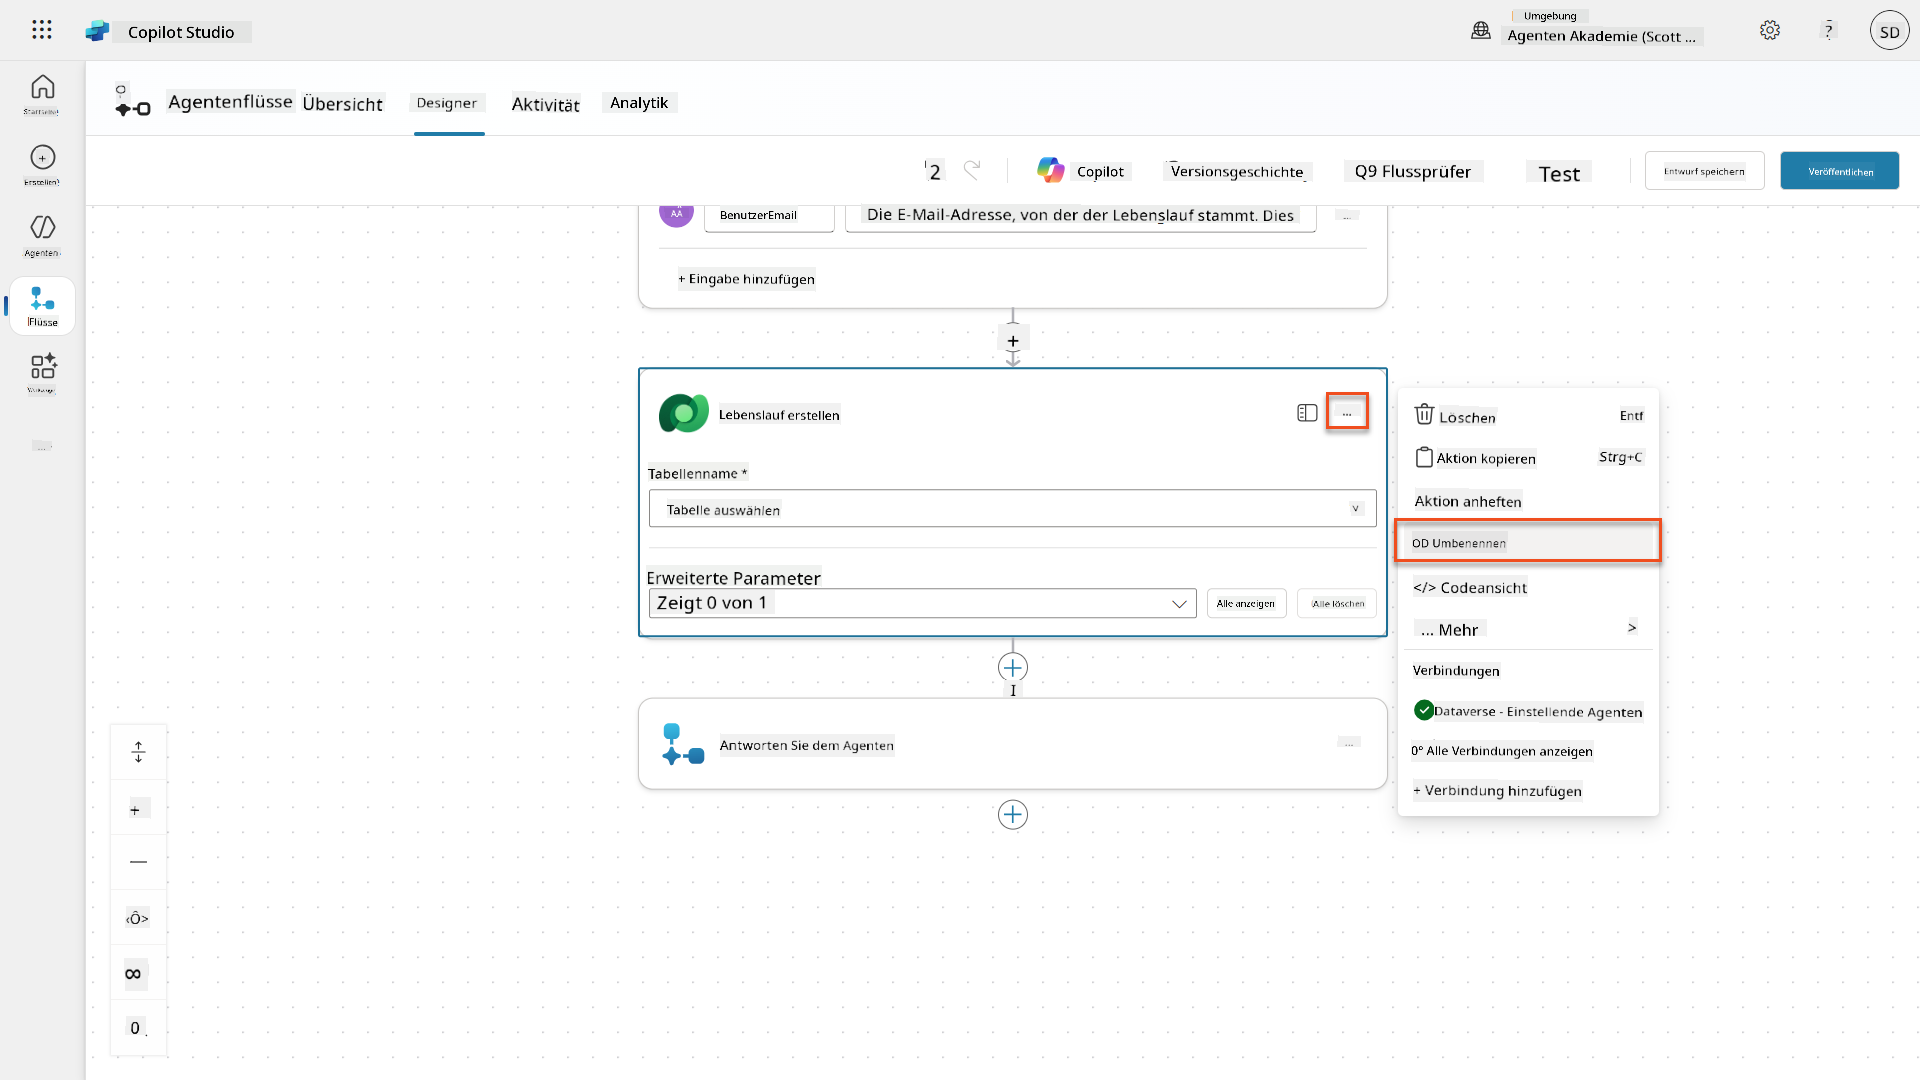 Copilot Studio
Umgebung
Agenten Akademie (Scott ...
?
SD
Startseite
Erstellen
Agenten
Flüsse
...
Agentenflüsse
Übersicht
Designer
Aktivität
Analytik
2
Copilot
Versionsgeschichte
Q9 Flussprüfer
Test
Entwurf speichern
Veröffentlichen
AA
BenutzerEmail
Die E-Mail-Adresse, von der der Lebenslauf stammt. Dies
...
+ Eingabe hinzufügen
+
Lebenslauf erstellen
...
Tabellenname *
Tabelle auswählen
v
Erweiterte Parameter
Zeigt 0 von 1
Alle anzeigen
Alle löschen
I
Antworten Sie dem Agenten
...
Löschen
Entf
Aktion kopieren
Strg+C
Aktion anheften
OD Umbenennen
</> Codeansicht
... Mehr
>
Verbindungen
Dataverse - Einstellende Agenten
0° Alle Verbindungen anzeigen
+ Verbindung hinzufügen
+
—
‹Ô>
∞
0